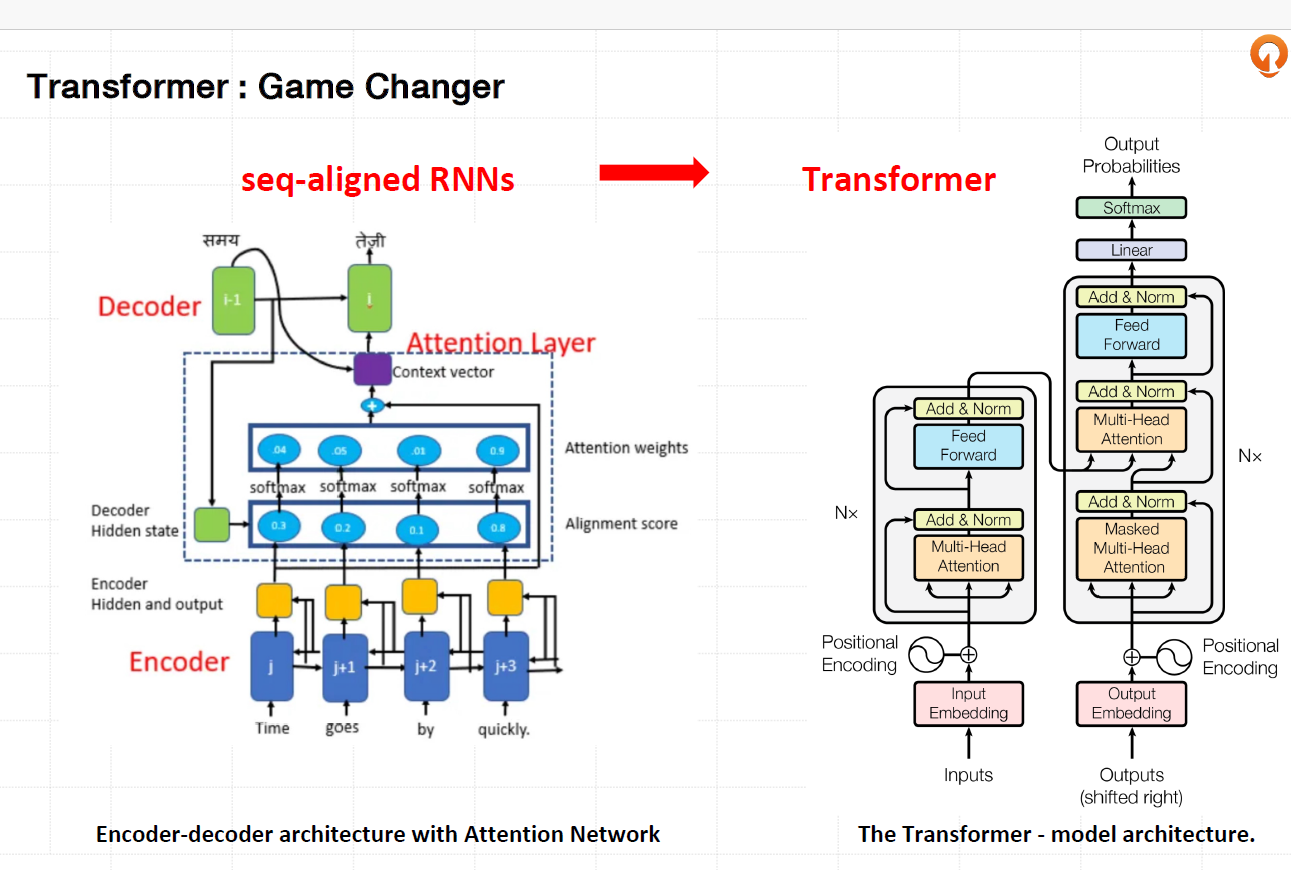 Transformer : Game Changer
seq-aligned RNNs
Transformer
समय
तेज़ी
Decoder
i-1
i
Attention Layer
Context vector
+
.04
.05
.01
0.9
Attention weights
softmax
softmax
softmax
softmax
Decoder
Hidden state
0.3
0.2
0.1
0.8
Alignment score
Encoder
Hidden and output
Encoder
j
j+1
j+2
j+3
Time
goes
by
quickly.
Encoder-decoder architecture with Attention Network
Output
Probabilities
Softmax
Linear
Add & Norm
Feed
Forward
Add & Norm
Multi-Head
Attention
Add & Norm
Masked
Multi-Head
Attention
Nx
Add & Norm
Feed
Forward
Add & Norm
Multi-Head
Attention
Nx
Positional
Encoding
Positional
Encoding
Input
Embedding
Output
Embedding
Inputs
Outputs
(shifted right)
The Transformer - model architecture.